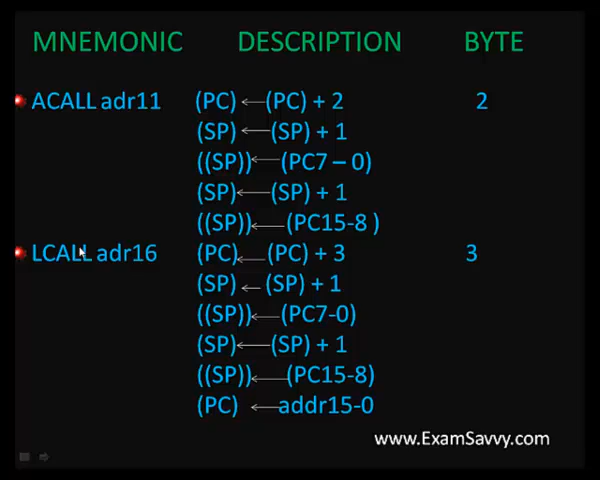 MNEMONIC DESCRIPTION BYTE
ACALL adr11 (PC) ← (PC) + 2 2
(SP) ← (SP) + 1
((SP)) ← (PC7 – 0)
(SP) ← (SP) + 1
((SP)) ← (PC15-8 )
LCALL adr16 (PC) ← (PC) + 3 3
(SP) ← (SP) + 1
((SP)) ← (PC7-0)
(SP) ← (SP) + 1
((SP)) ← (PC15-8)
(PC) ← addr15-0
www.ExamSavvy.com